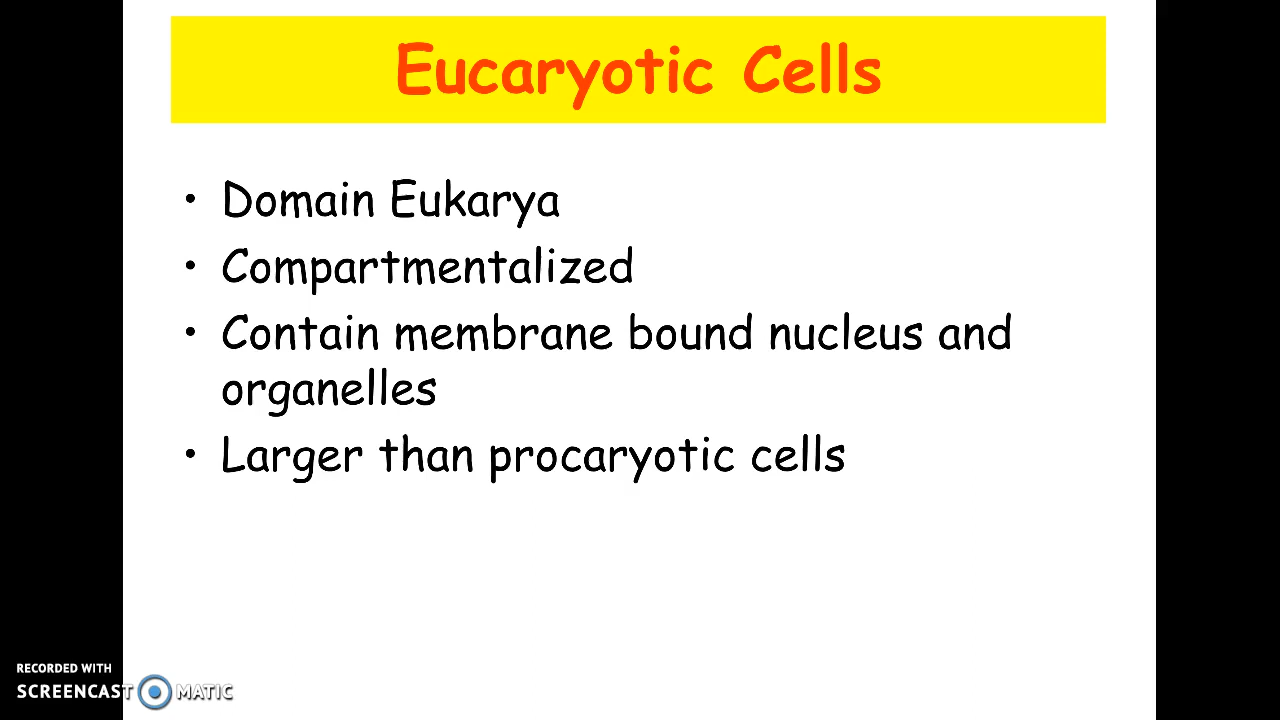 Eucaryotic Cells
• Domain Eukarya
• Compartmentalized
• Contain membrane bound nucleus and
organelles
• Larger than procaryotic cells
RECORDED WITH
SCREENCAST MATIC